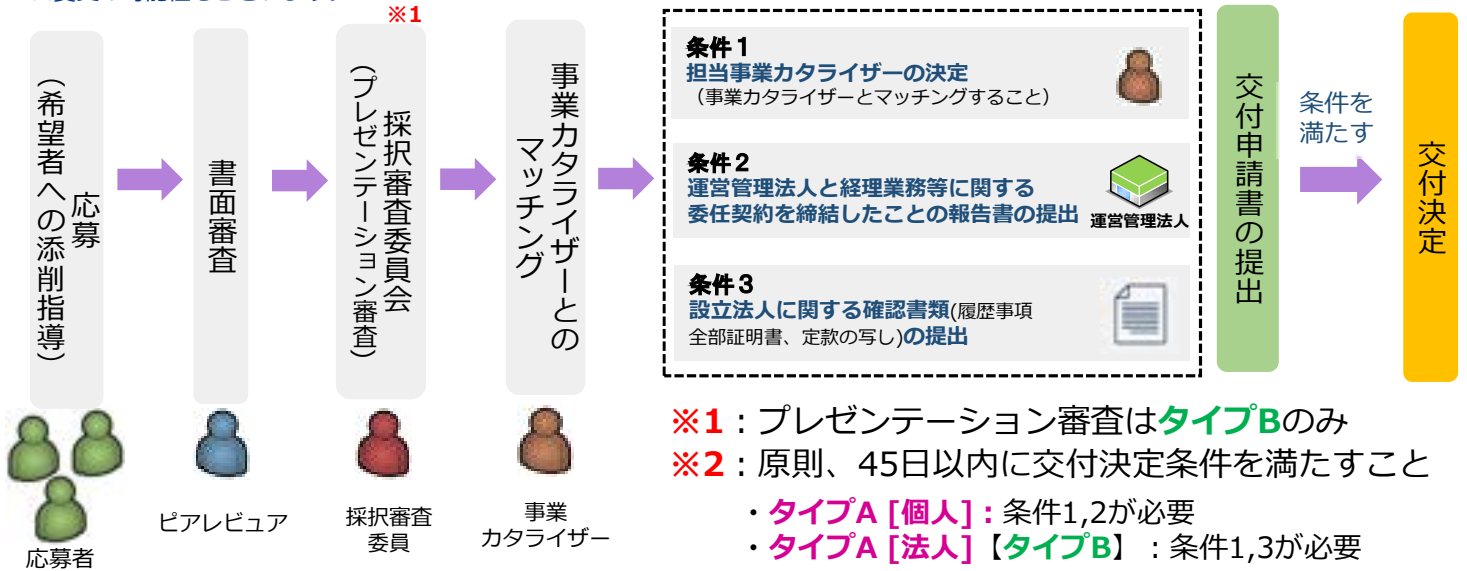 ※1
応募
(希望者への添削指導)
書面審査
採択審査委員会
(プレゼンテーション審査)
事業カタライザーとの
マッチング
条件1
担当事業カタライザーの決定
(事業カタライザーとマッチングすること)
条件2
運営管理法人と経理業務等に関する
委任契約を締結したことの報告書の提出
運営管理法人
条件3
設立法人に関する確認書類(履歴事項
全部証明書、定款の写し)の提出
交付申請書の提出
条件を
満たす
交付決定
応募者
ピアレビュア
採択審査
委員
事業
カタライザー
※1:プレゼンテーション審査はタイプBのみ
※2:原則、45日以内に交付決定条件を満たすこと
・タイプA [個人]:条件1,2が必要
・タイプA [法人]【タイプB】:条件1,3が必要